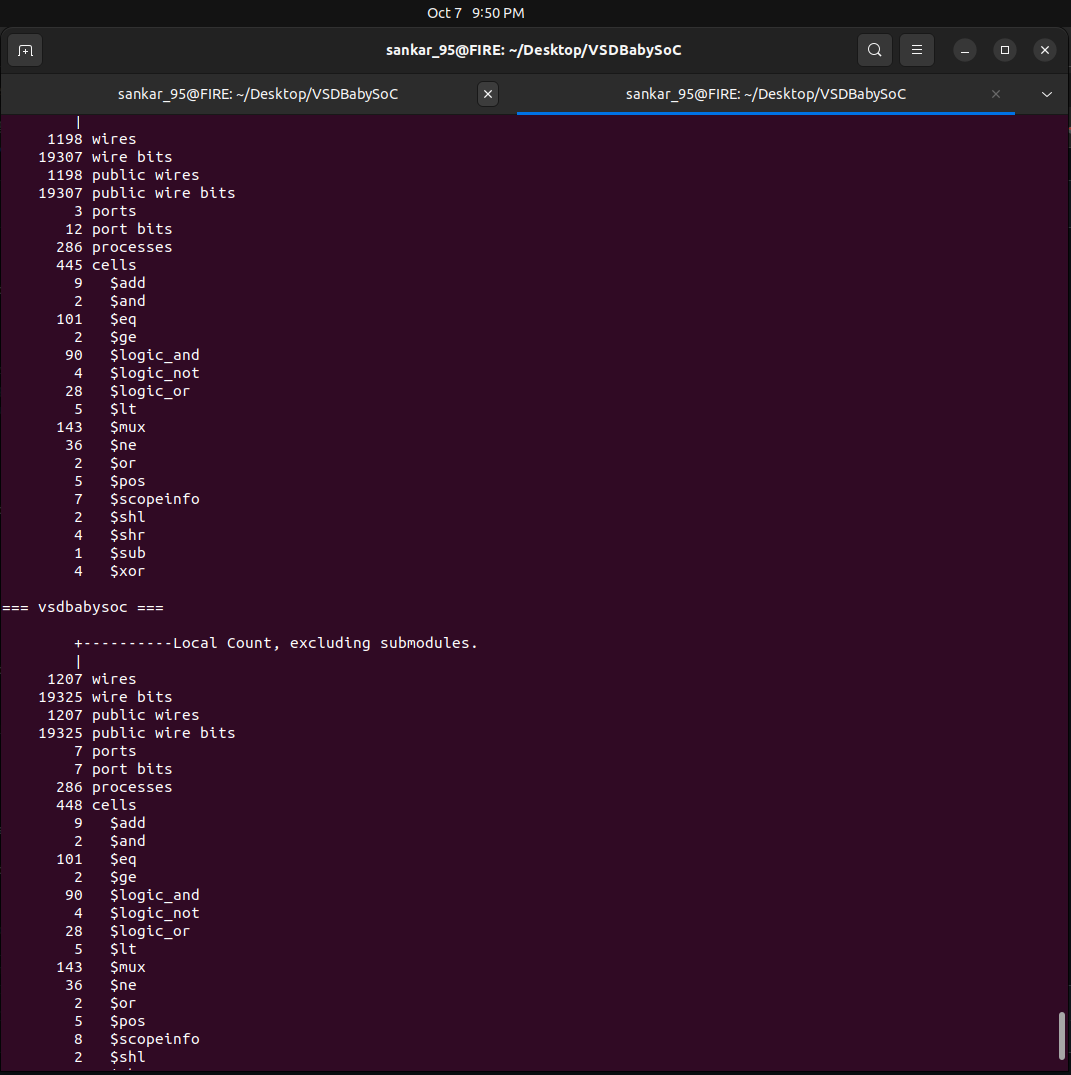 Oct 7 9:50 PM
sankar_95@FIRE: ~/Desktop/VSDBabySoC
sankar_95@FIRE: ~/Desktop/VSDBabySoC
sankar_95@FIRE: ~/Desktop/VSDBabySoC
|
1198 wires
19307 wire bits
1198 public wires
19307 public wire bits
3 ports
12 port bits
286 processes
445 cells
9 $add
2 $and
101 $eq
2 $ge
90 $logic_and
4 $logic_not
28 $logic_or
5 $lt
143 $mux
36 $ne
2 $or
5 $pos
7 $scopeinfo
2 $shl
4 $shr
1 $sub
4 $xor
=== vsdbabysoc ===
+----------Local Count, excluding submodules.
|
1207 wires
19325 wire bits
1207 public wires
19325 public wire bits
7 ports
7 port bits
286 processes
448 cells
9 $add
2 $and
101 $eq
2 $ge
90 $logic_and
4 $logic_not
28 $logic_or
5 $lt
143 $mux
36 $ne
2 $or
5 $pos
8 $scopeinfo
2 $shl